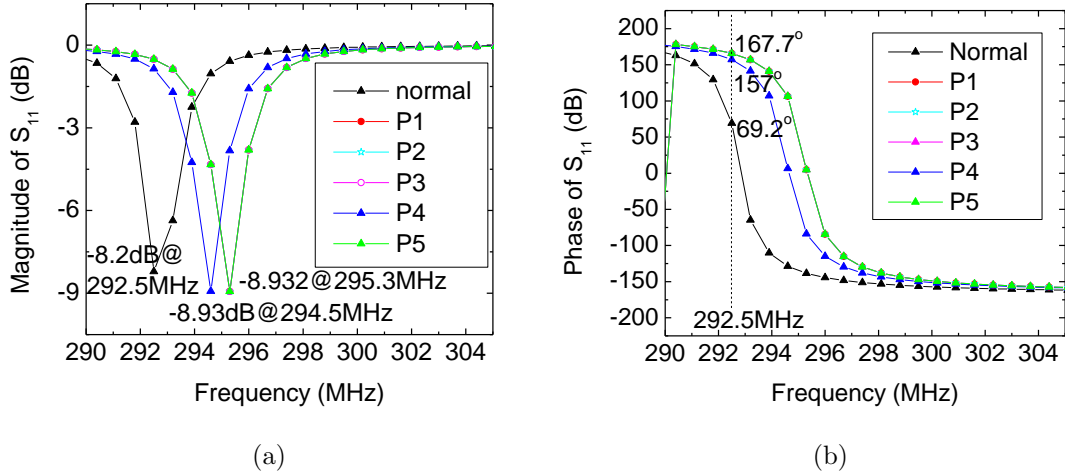 (a)
0
-3
-6
-9
Magnitude of S11 (dB)
normal
P1
P2
P3
P4
P5
-8.2dB@
292.5MHz
-8.932@295.3MHz
-8.93dB@294.5MHz
290 292 294 296 298 300 302 304
Frequency (MHz)
(a)
(b)
200
150
100
50
0
-50
-100
-150
-200
Phase of S11 (dB)
167.7o
157o
69.2o
Normal
P1
P2
P3
P4
P5
292.5MHz
290 292 294 296 298 300 302 304
Frequency (MHz)
(b)